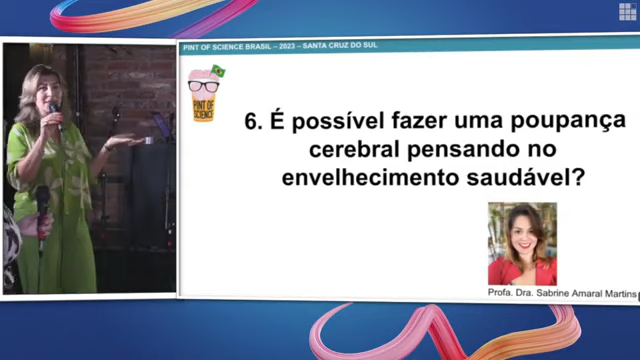 PINT OF SCIENCE BRASIL – 2023 – SANTA CRUZ DO SUL
PINT OF
SCIENCE
6. É possível fazer uma poupança
cerebral pensando no
envelhecimento saudável?
Profa. Dra. Sabrine Amaral Martins